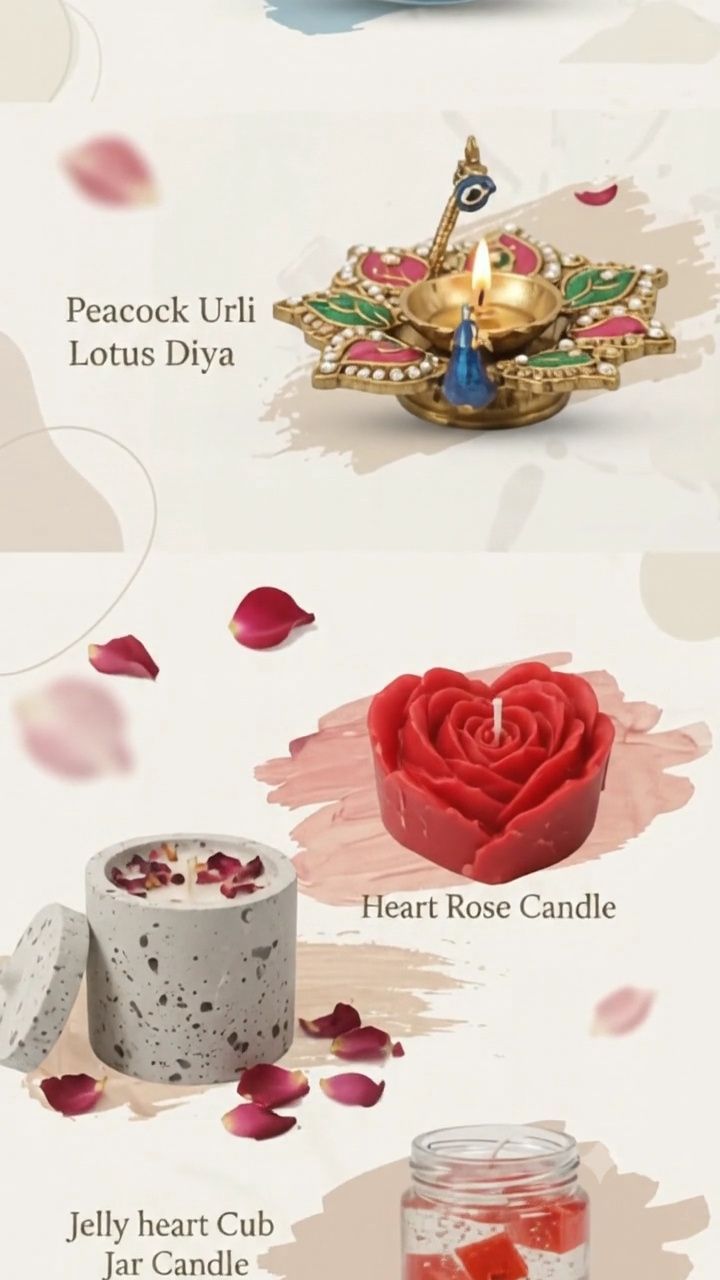 Peacock Urli
Lotus Diya
Heart Rose Candle
Jelly heart Cub
Jar Candle